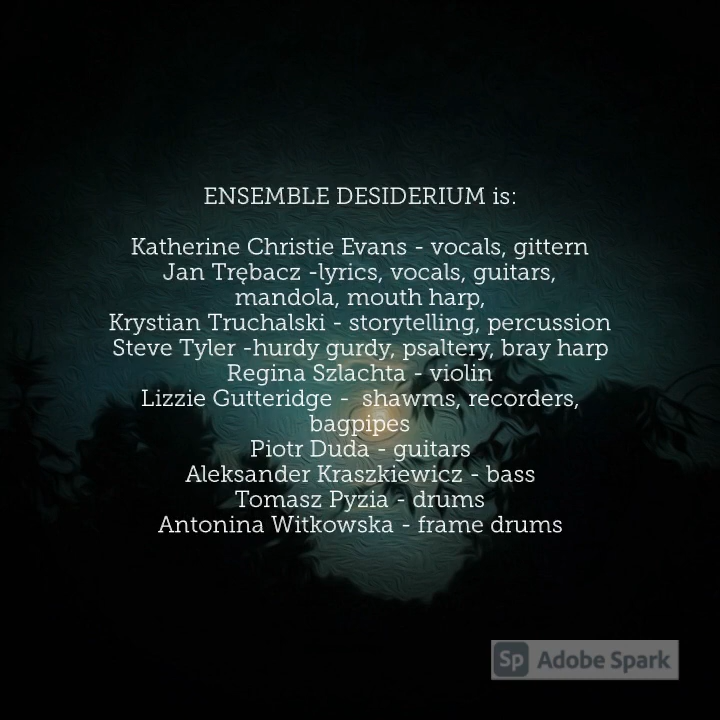 ENSEMBLE DESIDERIUM is:
Katherine Christie Evans - vocals, gittern
Jan Trębacz -lyrics, vocals, guitars,
mandola, mouth harp,
Krystian Truchalski - storytelling, percussion
Steve Tyler -hurdy gurdy, psaltery, bray harp
Regina Szlachta - violin
Lizzie Gutteridge - shawms, recorders,
bagpipes
Piotr Duda - guitars
Aleksander Kraszkiewicz - bass
Tomasz Pyzia - drums
Antonina Witkowska - frame drums
Sp Adobe Spark